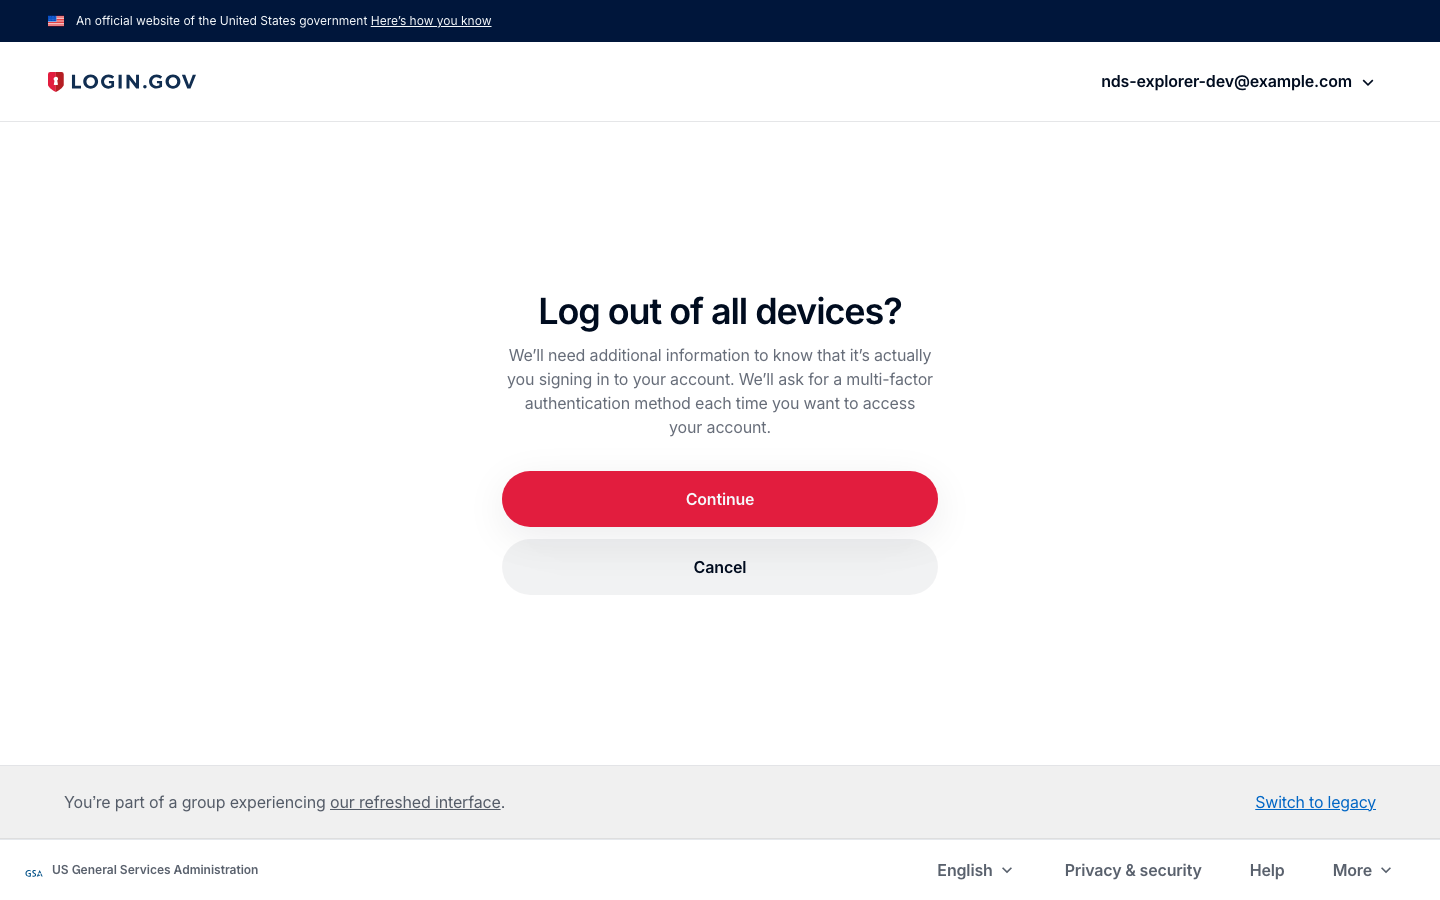 An official website of the United States government Here’s how you know
LOGIN.GOV
nds-explorer-dev@example.com
Log out of all devices?
We’ll need additional information to know that it’s actually
you signing in to your account. We’ll ask for a multi-factor
authentication method each time you want to access
your account.
Continue
Cancel
You’re part of a group experiencing our refreshed interface.
Switch to legacy
GSA
US General Services Administration
English
Privacy & security
Help
More